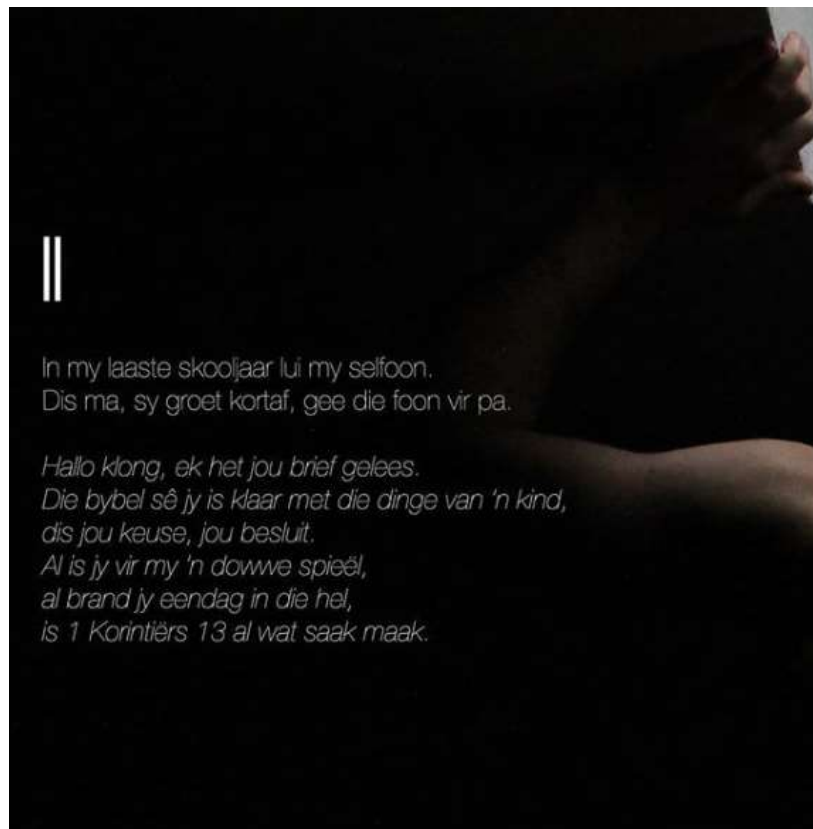 II
In my laaste skooljaar lui my selfoon.
Dis ma, sy groet kortaf, gee die foon vir pa.
Hallo klong, ek het jou brief gelees.
Die bybel sê jy is klaar met die dinge van 'n kind,
dis jou keuse, jou besluit.
Al is jy vir my 'n dowwe spieël,
al brand jy eendag in die hel,
is 1 Korintiërs 13 al wat saak maak.